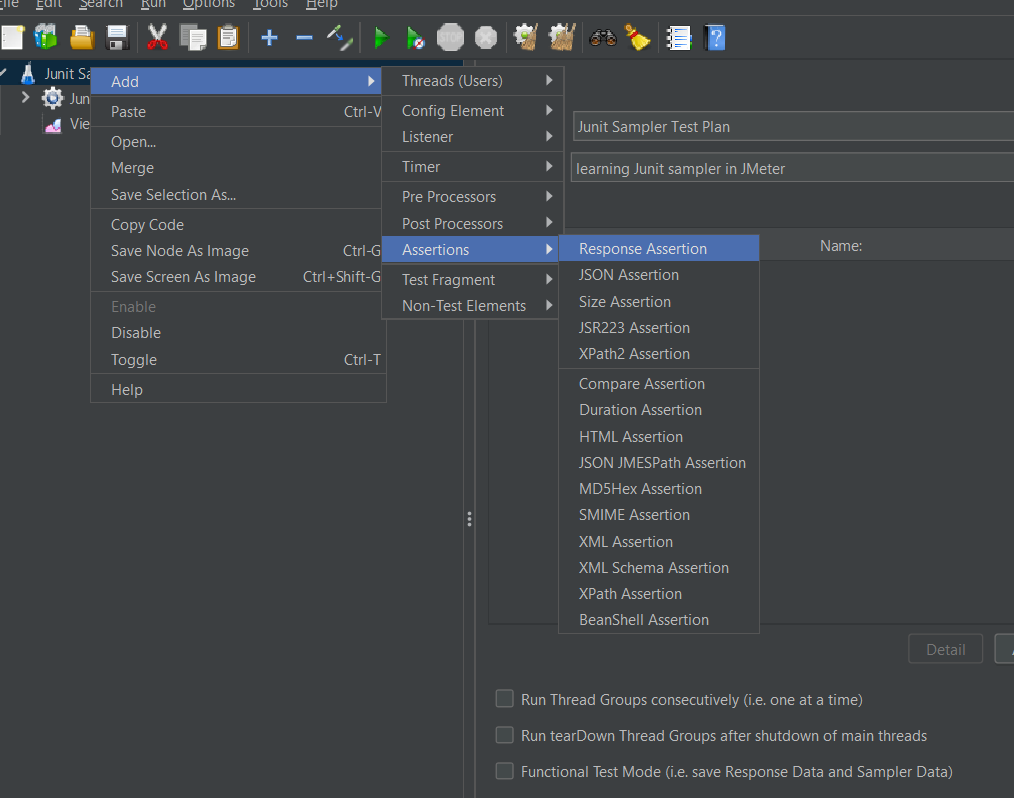 File Edit Search Run Options Tools Help
STOP
Junit Sa
Jun
Vie
Add
Paste Ctrl-V
Open...
Merge
Save Selection As...
Copy Code
Save Node As Image Ctrl-G
Save Screen As Image Ctrl+Shift-G
Enable
Disable
Toggle Ctrl-T
Help
Threads (Users)
Config Element
Listener
Timer
Pre Processors
Post Processors
Assertions
Test Fragment
Non-Test Elements
Response Assertion
JSON Assertion
Size Assertion
JSR223 Assertion
XPath2 Assertion
Compare Assertion
Duration Assertion
HTML Assertion
JSON JMESPath Assertion
MD5Hex Assertion
SMIME Assertion
XML Assertion
XML Schema Assertion
XPath Assertion
BeanShell Assertion
Junit Sampler Test Plan
learning Junit sampler in JMeter
Name:
Detail
Run Thread Groups consecutively (i.e. one at a time)
Run tearDown Thread Groups after shutdown of main threads
Functional Test Mode (i.e. save Response Data and Sampler Data)